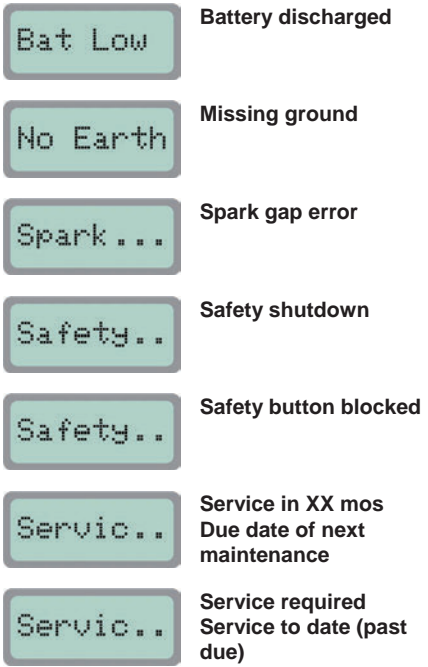 Bat Low
Battery discharged
No Earth
Missing ground
Spark...
Spark gap error
Safety..
Safety shutdown
Safety..
Safety button blocked
Servic..
Service in XX mos
Due date of next
maintenance
Servic..
Service required
Service to date (past
due)